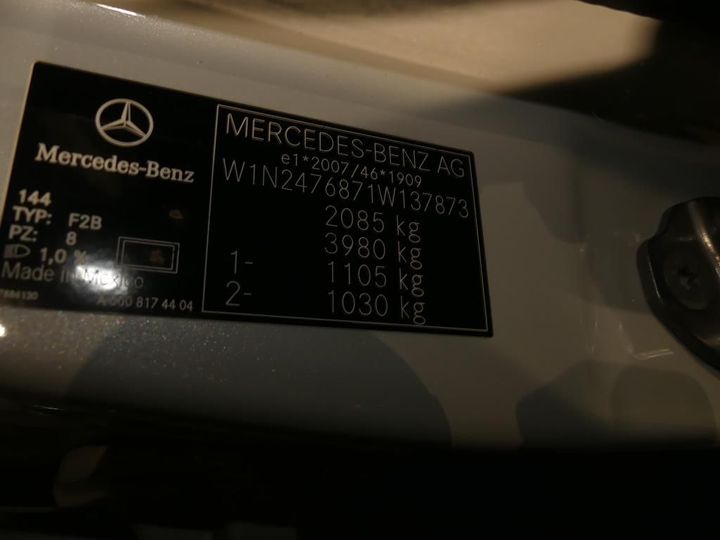 Mercedes-Benz
144
TYP: F2B
PZ: 8
1,0 %
Made in Mexico
A 000 817 44 04
MERCEDES-BENZ AG
e1*2007/46*1909
W1N2476871W137873
2085 kg
3980 kg
1- 1105 kg
2- 1030 kg